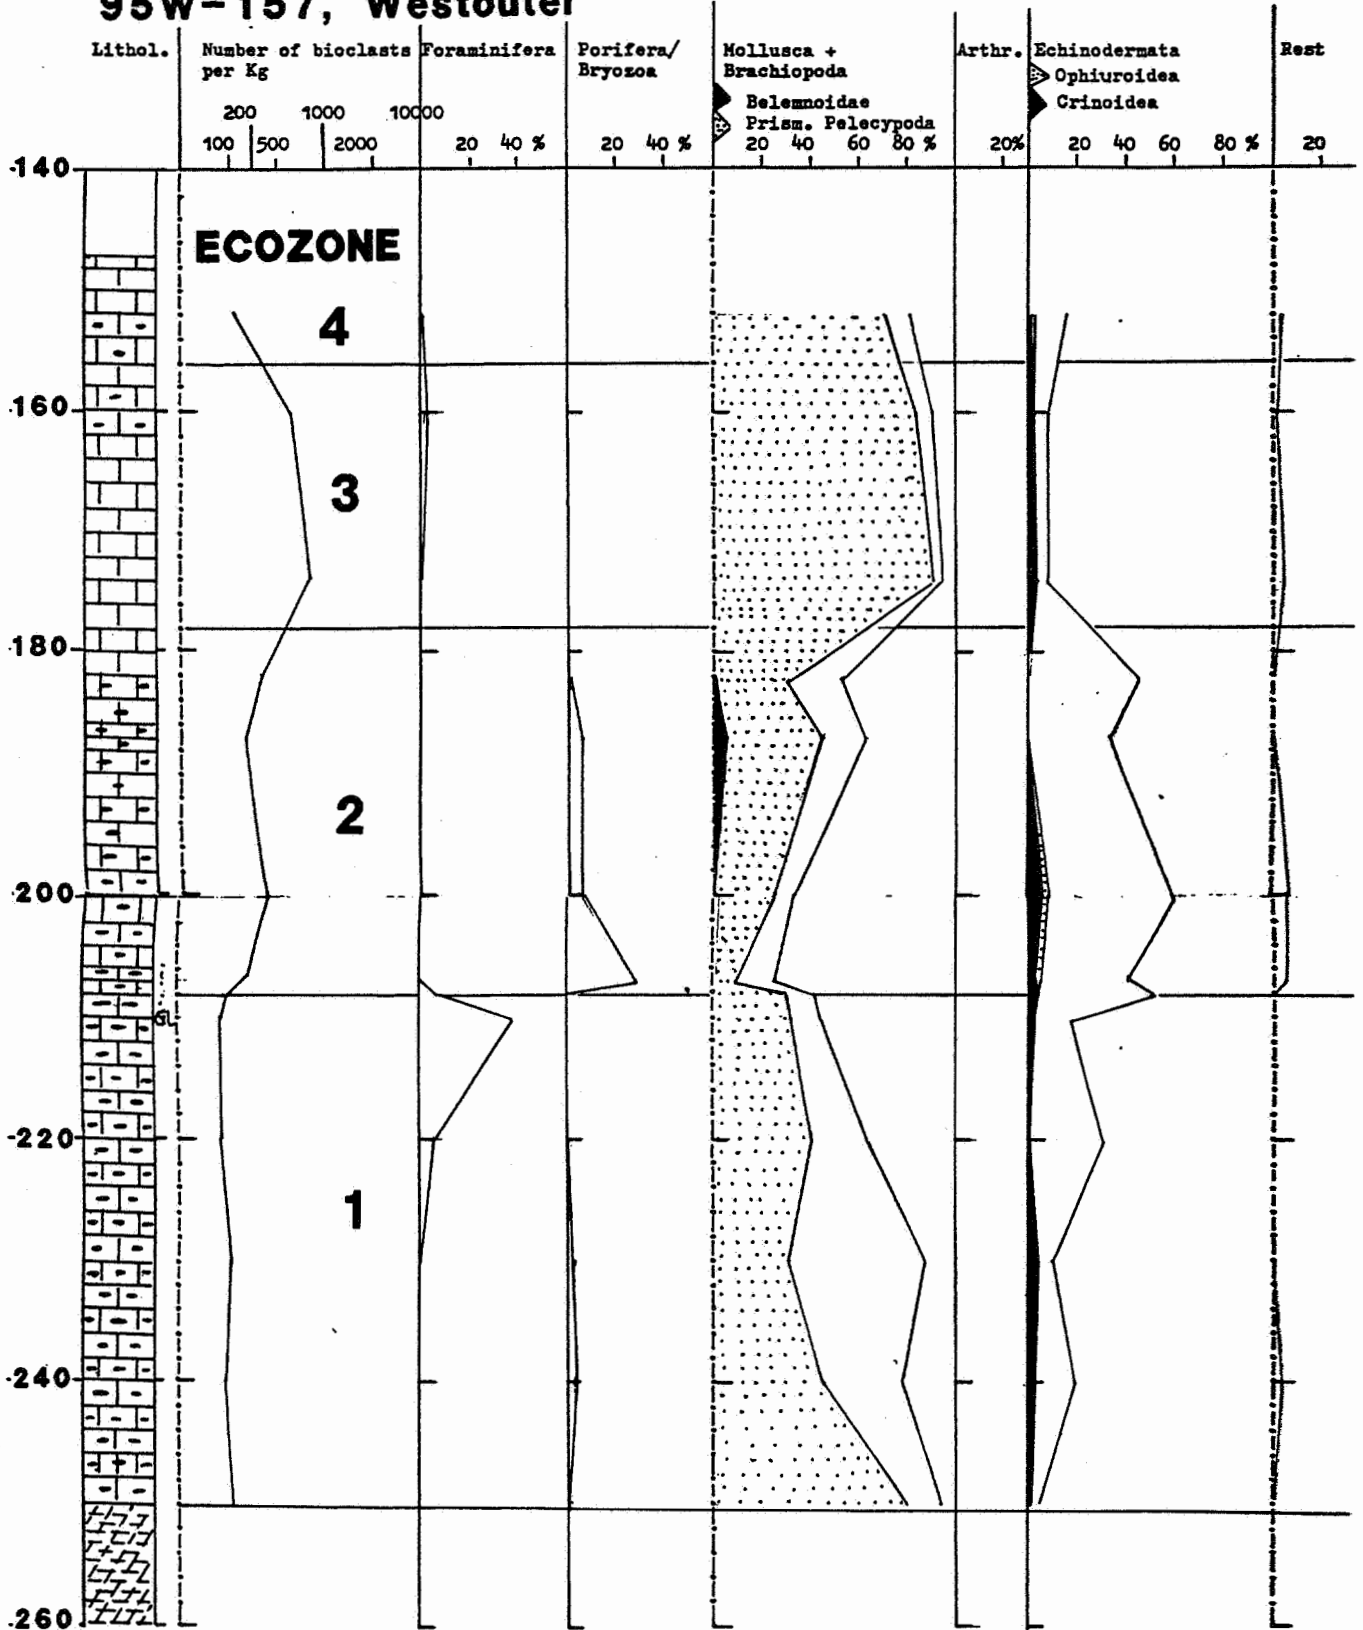 95W-157, Westouter
Lithol. Number of bioclasts per Kg Foraminifera Porifera/ Bryozoa Mollusca + Brachiopoda Arthr. Echinodermata Rest
Ophiuroidea
Belemnoidae Crinoidea
Prism. Pelecypoda
200 1000 10000
100 500 2000 20 40 % 20 40 % 20 40 60 80 % 20% 20 40 60 80 % 20
-140
ECOZONE
4
-160
3
-180
2
-200
GL
-220
1
-240
-260